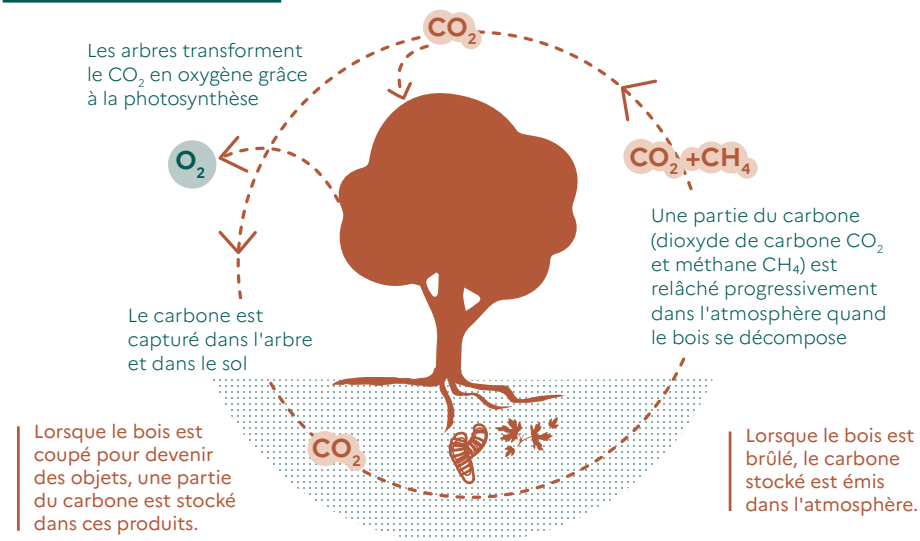 CO₂
Les arbres transforment
le CO₂ en oxygène grâce
à la photosynthèse
O₂
CO₂ +CH₄
Une partie du carbone
(dioxyde de carbone CO₂
et méthane CH₄) est
relâché progressivement
dans l'atmosphère quand
le bois se décompose
Le carbone est
capturé dans l'arbre
et dans le sol
CO₂
Lorsque le bois est
coupé pour devenir
des objets, une partie
du carbone est stocké
dans ces produits.
Lorsque le bois est
brûlé, le carbone
stocké est émis
dans l'atmosphère.